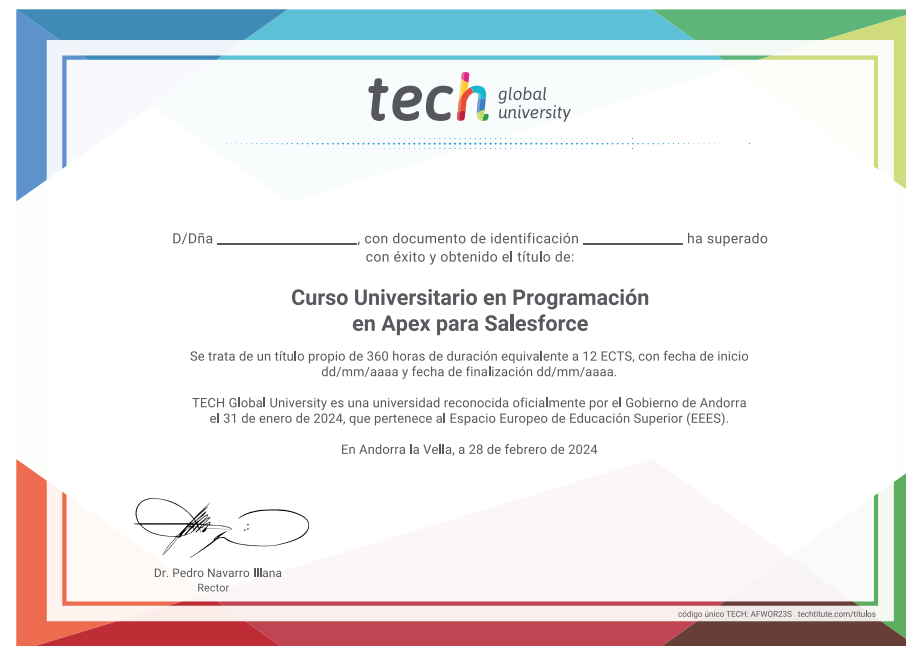 tech global university
D/Dña ____________________, con documento de identificación ______________ ha superado
con éxito y obtenido el título de:
Curso Universitario en Programación
en Apex para Salesforce
Se trata de un título propio de 360 horas de duración equivalente a 12 ECTS, con fecha de inicio
dd/mm/aaaa y fecha de finalización dd/mm/aaaa.
TECH Global University es una universidad reconocida oficialmente por el Gobierno de Andorra
el 31 de enero de 2024, que pertenece al Espacio Europeo de Educación Superior (EEES).
En Andorra la Vella, a 28 de febrero de 2024
Dr. Pedro Navarro Illana
Rector
código único TECH: AFWOR23S techtitute.com/titulos